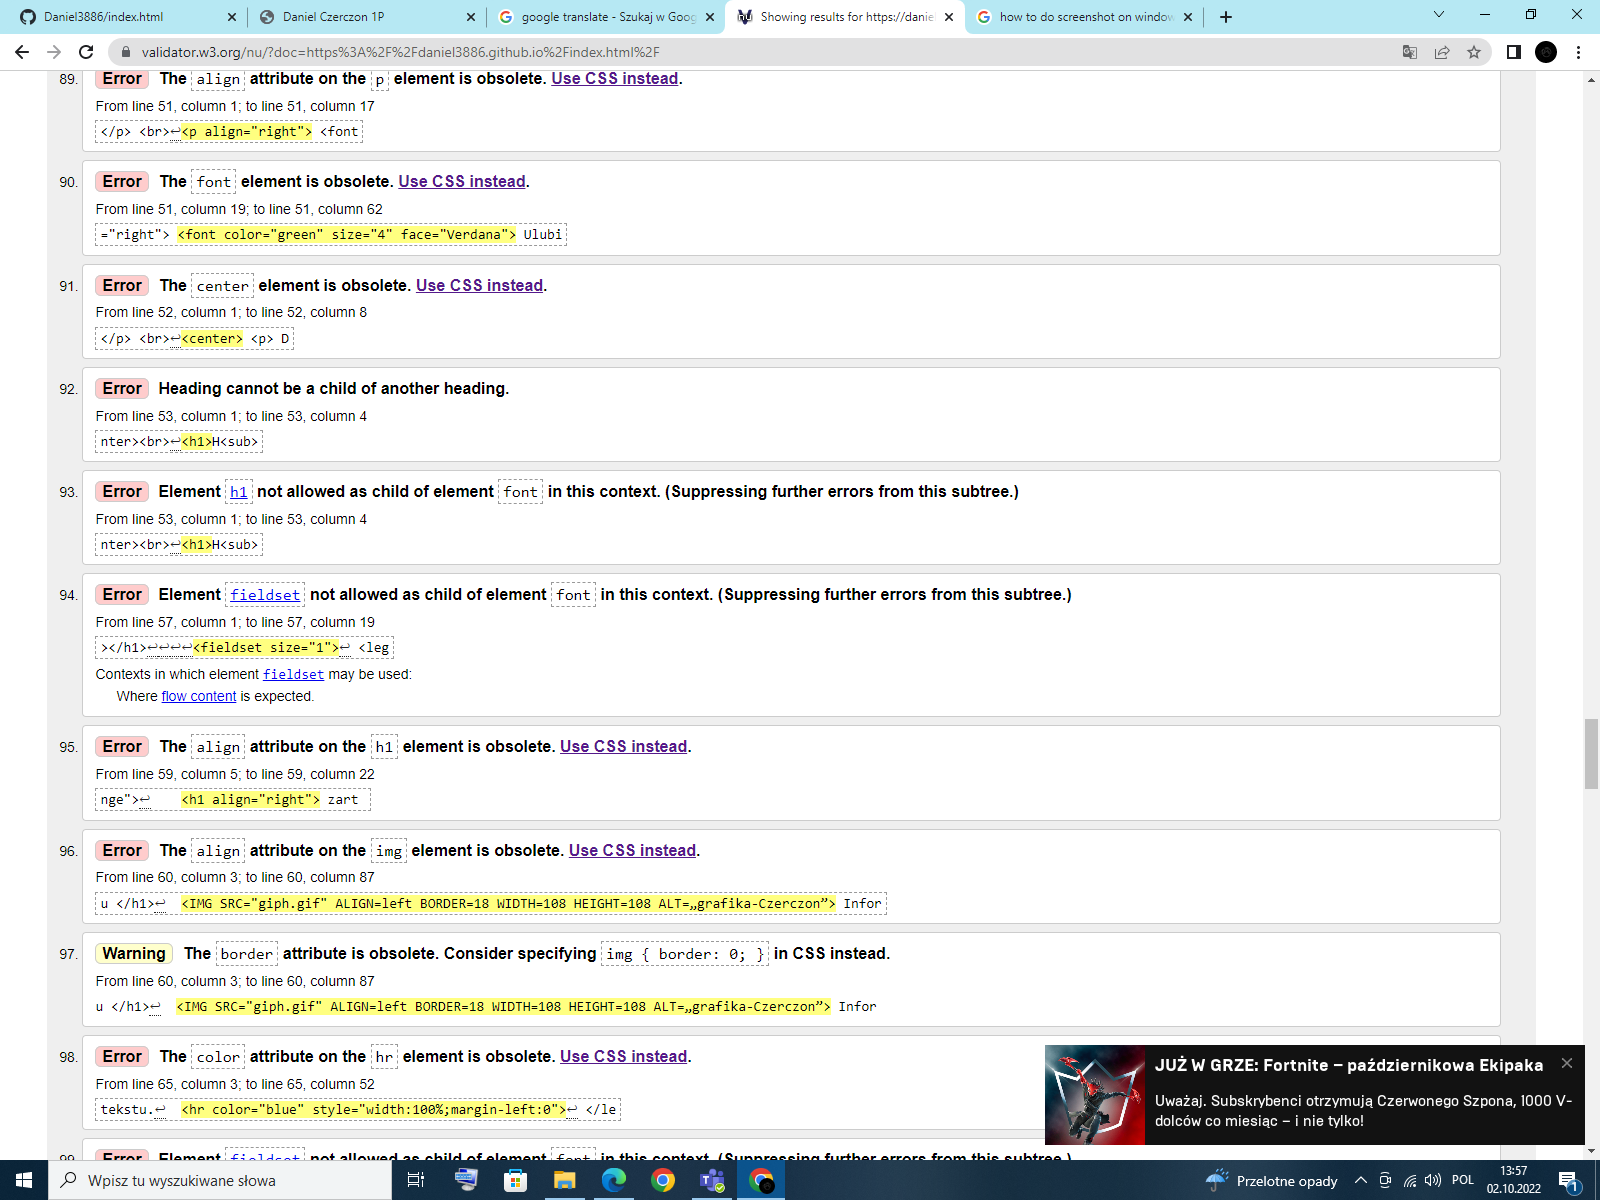 Daniel3886/index.html
Daniel Czerczon 1P
google translate - Szukaj w Goog
Showing results for https://daniel
how to do screenshot on window
validator.w3.org/nu/?doc=https%3A%2F%2Fdaniel3886.github.io%2Findex.html%2F
89. Error The align attribute on the p element is obsolete. Use CSS instead.
From line 51, column 1; to line 51, column 17
</p> <br>↩<p align="right"> <font
90. Error The font element is obsolete. Use CSS instead.
From line 51, column 19; to line 51, column 62
="right"> <font color="green" size="4" face="Verdana"> Ulubi
91. Error The center element is obsolete. Use CSS instead.
From line 52, column 1; to line 52, column 8
</p> <br>↩<center> <p> D
92. Error Heading cannot be a child of another heading.
From line 53, column 1; to line 53, column 4
nter><br>↩<h1>H<sub>
93. Error Element h1 not allowed as child of element font in this context. (Suppressing further errors from this subtree.)
From line 53, column 1; to line 53, column 4
nter><br>↩<h1>H<sub>
94. Error Element fieldset not allowed as child of element font in this context. (Suppressing further errors from this subtree.)
From line 57, column 1; to line 57, column 19
></h1>↩↩↩↩<fieldset size="1">↩ <leg
Contexts in which element fieldset may be used:
Where flow content is expected.
95. Error The align attribute on the h1 element is obsolete. Use CSS instead.
From line 59, column 5; to line 59, column 22
nge">↩ <h1 align="right"> zart
96. Error The align attribute on the img element is obsolete. Use CSS instead.
From line 60, column 3; to line 60, column 87
u </h1>↩ <IMG SRC="giph.gif" ALIGN=left BORDER=18 WIDTH=108 HEIGHT=108 ALT=„grafika-Czerczon”> Infor
97. Warning The border attribute is obsolete. Consider specifying img { border: 0; } in CSS instead.
From line 60, column 3; to line 60, column 87
u </h1>↩ <IMG SRC="giph.gif" ALIGN=left BORDER=18 WIDTH=108 HEIGHT=108 ALT=„grafika-Czerczon”> Infor
98. Error The color attribute on the hr element is obsolete. Use CSS instead.
From line 65, column 3; to line 65, column 52
tekstu.↩ <hr color="blue" style="width:100%;margin-left:0">↩ </le
99. Error Element fieldset not allowed as child of element font in this context. (Suppressing further errors from this subtree.)
JUŻ W GRZE: Fortnite – październikowa Ekipaka
Uważaj. Subskrybenci otrzymują Czerwonego Szpona, 1000 V-
dolców co miesiąc – i nie tylko!
Wpisz tu wyszukiwane słowa
Przelotne opady
POL
13:57
02.10.2022
1